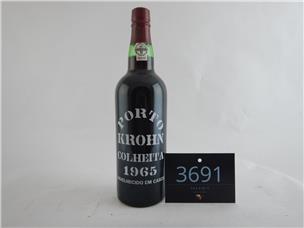 PORTO
KROHN
COLHEITA
1965
ENVELHECIDO EM CASCO
3691